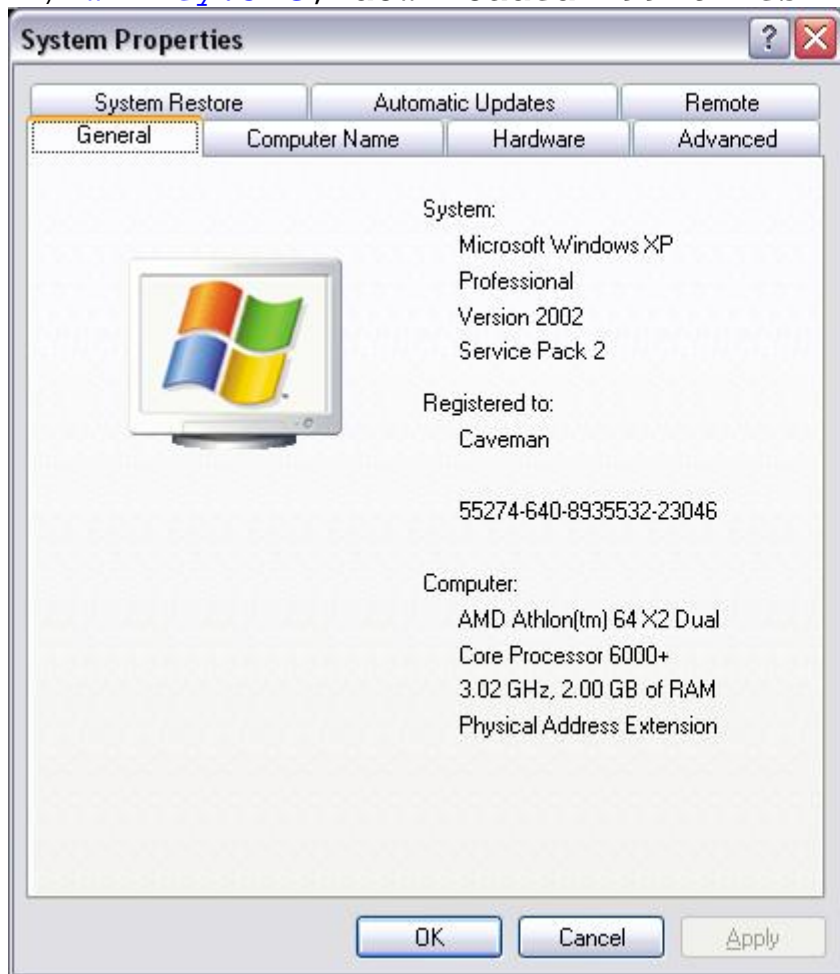 System Properties
System Restore
Automatic Updates
Remote
General
Computer Name
Hardware
Advanced
System:
Microsoft Windows XP
Professional
Version 2002
Service Pack 2
Registered to:
Caveman
55274-640-8935532-23046
Computer:
AMD Athlon(tm) 64 X2 Dual
Core Processor 6000+
3.02 GHz, 2.00 GB of RAM
Physical Address Extension
OK
Cancel
Apply